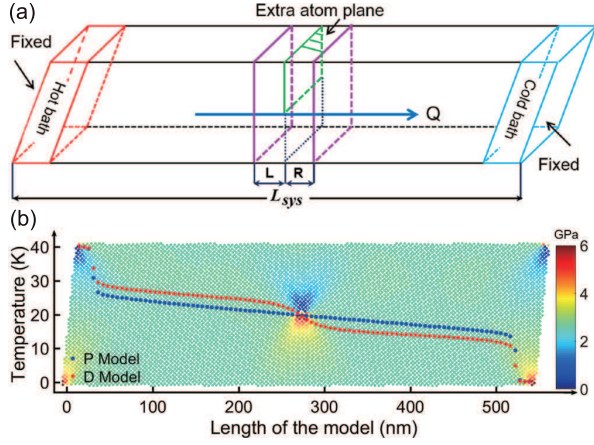 (a)
Extra atom plane
Fixed
Hot bath
Cold bath
Q
Fixed
L R
Lsys
(b)
GPa
Temperature (K)
40
30
20
10
0
P Model
D Model
6
4
2
0
0 100 200 300 400 500
Length of the model (nm)